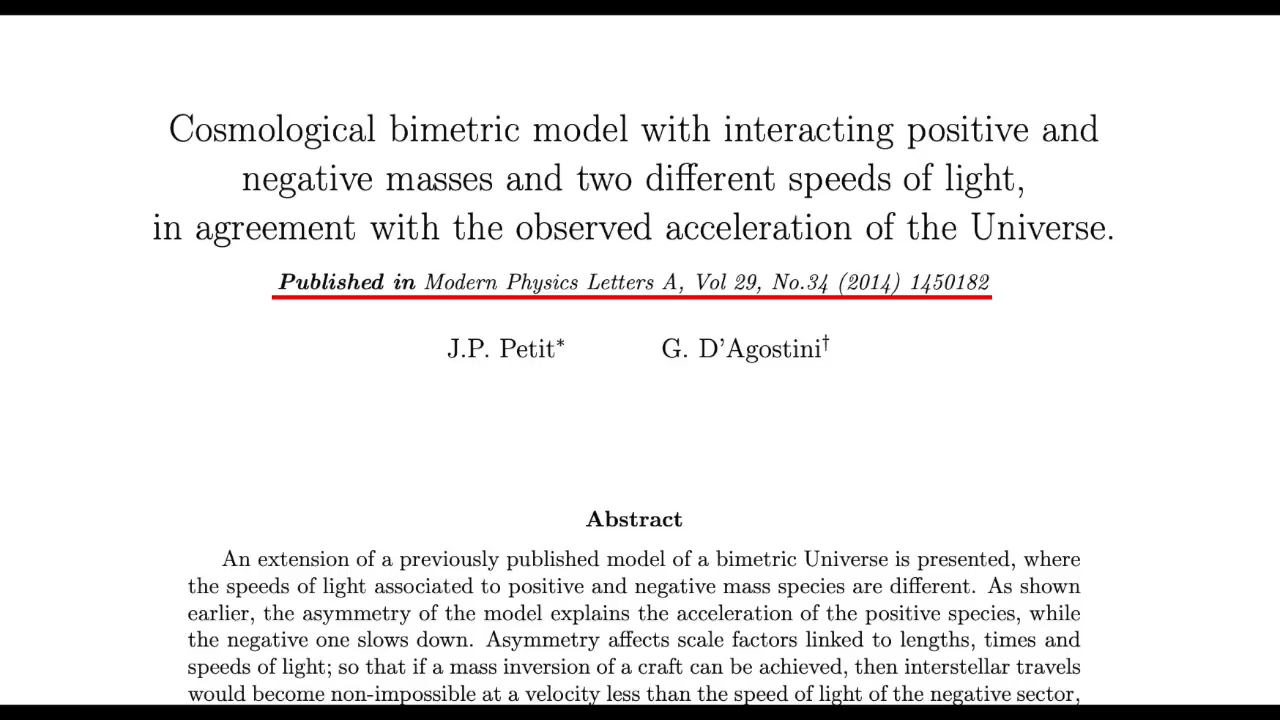 Cosmological bimetric model with interacting positive and
negative masses and two different speeds of light,
in agreement with the observed acceleration of the Universe.
Published in Modern Physics Letters A, Vol 29, No.34 (2014) 1450182
J.P. Petit* G. D'Agostini†
Abstract
An extension of a previously published model of a bimetric Universe is presented, where
the speeds of light associated to positive and negative mass species are different. As shown
earlier, the asymmetry of the model explains the acceleration of the positive species, while
the negative one slows down. Asymmetry affects scale factors linked to lengths, times and
speeds of light; so that if a mass inversion of a craft can be achieved, then interstellar travels
would become non-impossible at a velocity less than the speed of light of the negative sector,